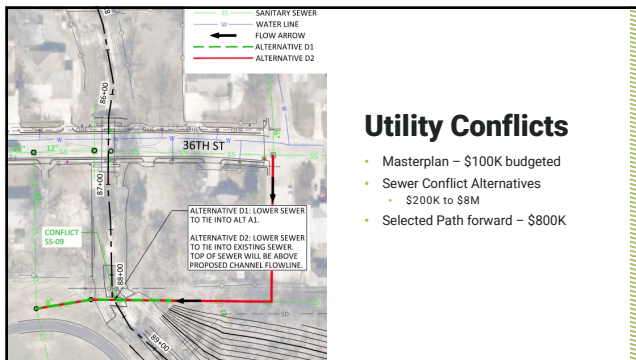 SS
SANITARY SEWER
W
WATER LINE
FLOW ARROW
ALTERNATIVE D1
ALTERNATIVE D2
86+00
36TH ST
12"
87+00
CONFLICT
SS-09
ALTERNATIVE D1: LOWER SEWER
TO TIE INTO ALT A1.
ALTERNATIVE D2: LOWER SEWER
TO TIE INTO EXISTING SEWER.
TOP OF SEWER WILL BE ABOVE
PROPOSED CHANNEL FLOWLINE.
88+00
SD
89+00
Utility Conflicts
• Masterplan – $100K budgeted
• Sewer Conflict Alternatives
• $200K to $8M
• Selected Path forward – $800K